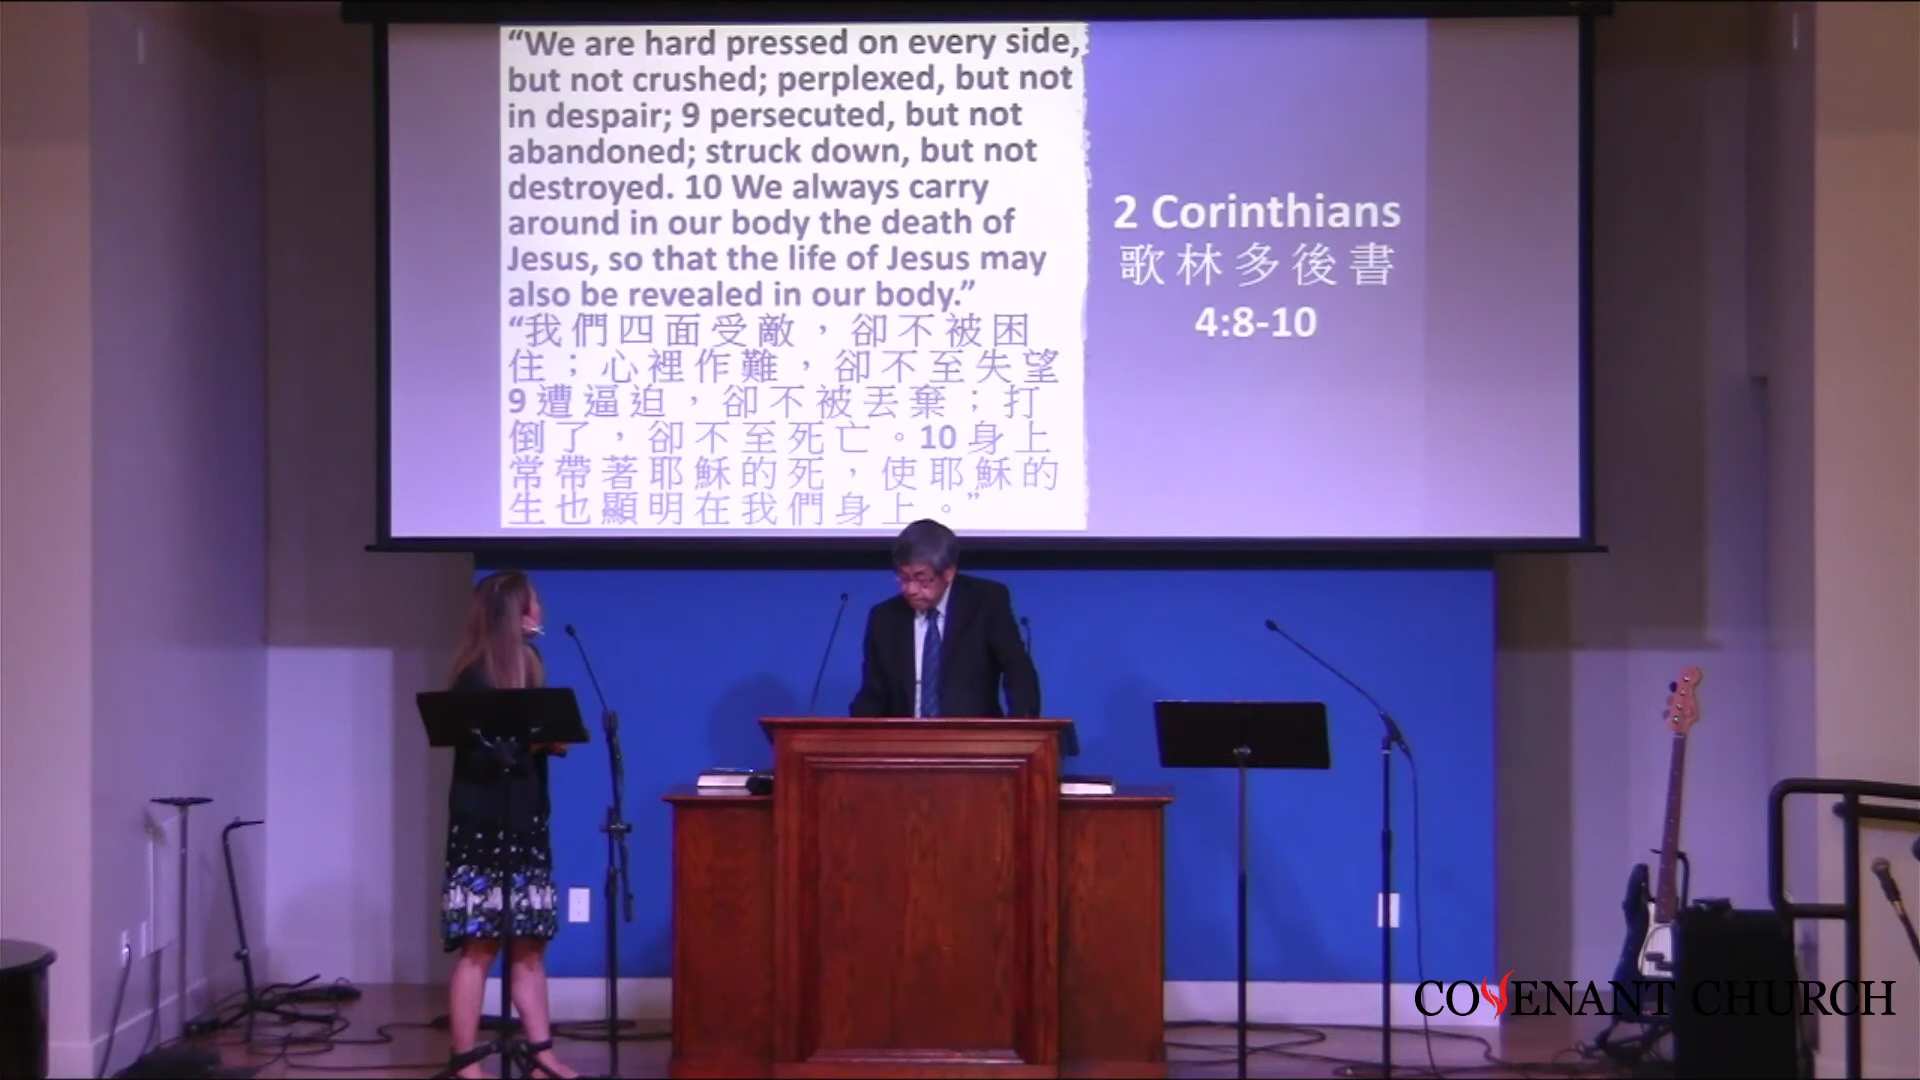 “We are hard pressed on every side,
but not crushed; perplexed, but not
in despair; 9 persecuted, but not
abandoned; struck down, but not
destroyed. 10 We always carry
around in our body the death of
Jesus, so that the life of Jesus may
also be revealed in our body.”
“我們四面受敵，卻不被困
住；心裡作難，卻不至失望
9遭逼迫，卻不被丟棄；打
倒了，卻不至死亡。10身上
常帶著耶穌的死，使耶穌的
生也顯明在我們身上。”
2 Corinthians
歌林多後書
4:8-10
COVENANT CHURCH